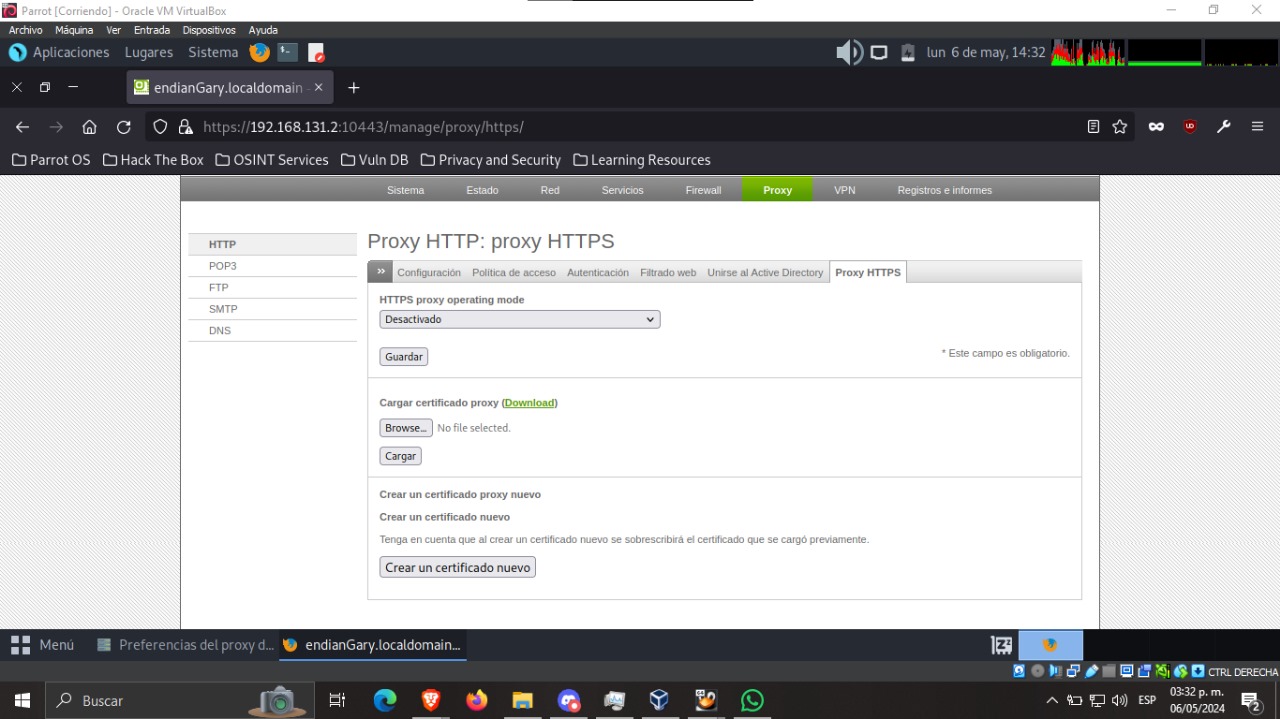 Parrot [Corriendo] - Oracle VM VirtualBox
Archivo Máquina Ver Entrada Dispositivos Ayuda
Aplicaciones Lugares Sistema lun 6 de may, 14:32
endianGary.localdomain -
https://192.168.131.2:10443/manage/proxy/https/
Parrot OS Hack The Box OSINT Services Vuln DB Privacy and Security Learning Resources
Sistema Estado Red Servicios Firewall Proxy VPN Registros e informes
HTTP
POP3
FTP
SMTP
DNS
Proxy HTTP: proxy HTTPS
Configuración Política de acceso Autenticación Filtrado web Unirse al Active Directory Proxy HTTPS
HTTPS proxy operating mode
Desactivado
Guardar * Este campo es obligatorio.
Cargar certificado proxy (Download)
Browse... No file selected.
Cargar
Crear un certificado proxy nuevo
Crear un certificado nuevo
Tenga en cuenta que al crear un certificado nuevo se sobrescribirá el certificado que se cargó previamente.
Crear un certificado nuevo
Menú Preferencias del proxy d... endianGary.localdomain...
CTRL DERECHA
Buscar ESP 03:32 p. m.
06/05/2024 2